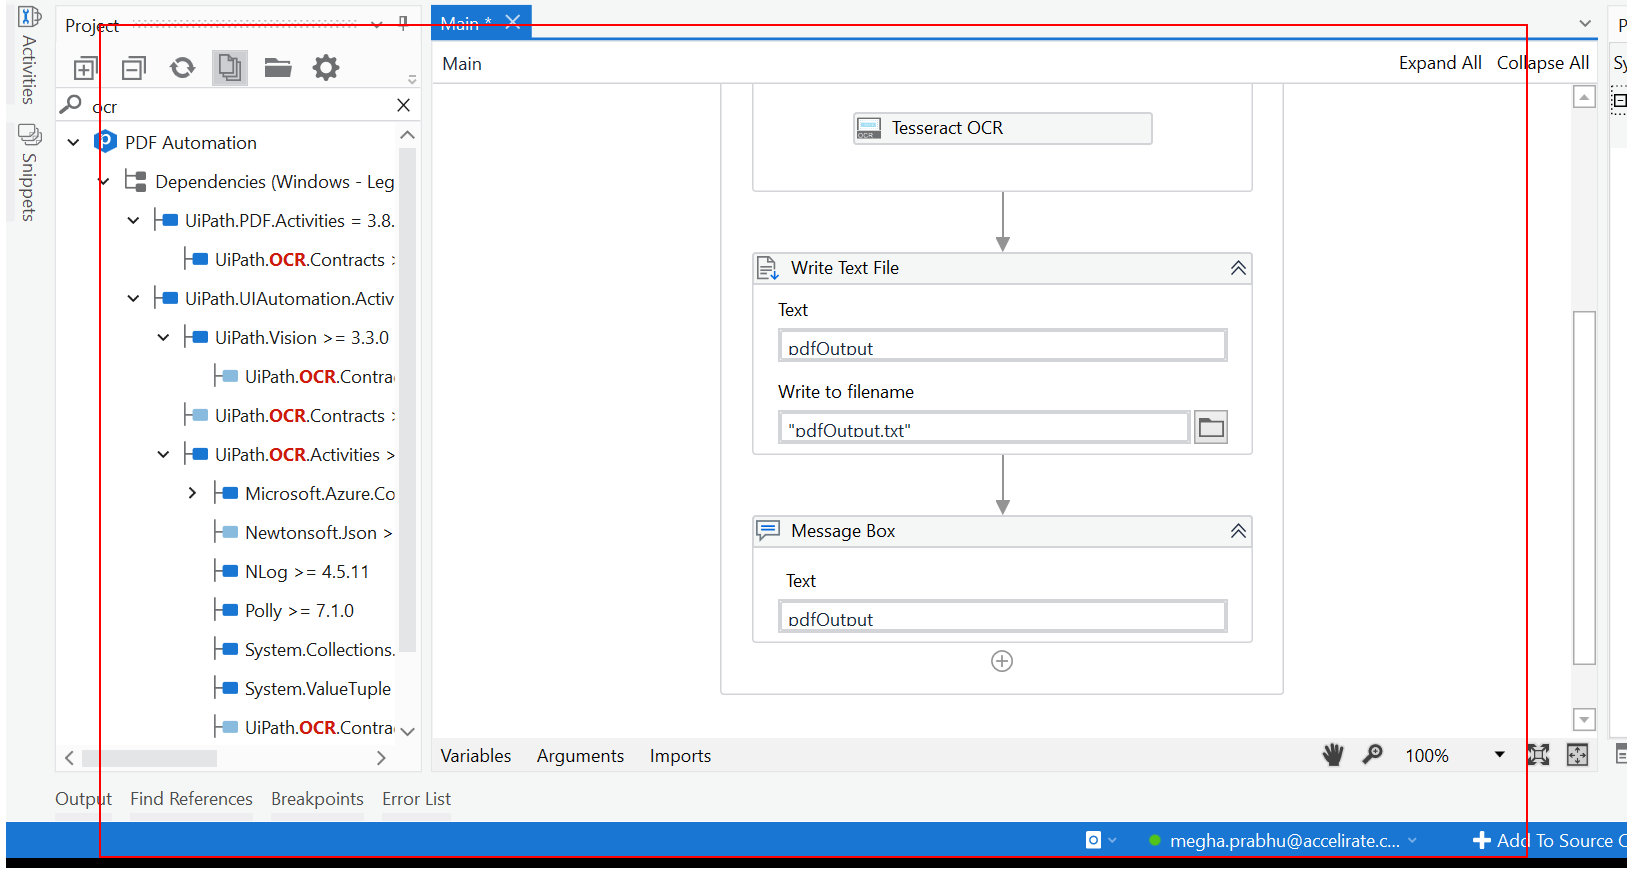 Activities
Snippets
Project
ocr
PDF Automation
Dependencies (Windows - Leg
UiPath.PDF.Activities = 3.8.
UiPath.OCR.Contracts >
UiPath.UIAutomation.Activ
UiPath.Vision >= 3.3.0
UiPath.OCR.Contra
UiPath.OCR.Contracts >
UiPath.OCR.Activities >
Microsoft.Azure.Co
Newtonsoft.Json >
NLog >= 4.5.11
Polly >= 7.1.0
System.Collections.
System.ValueTuple
UiPath.OCR.Contra
Main *
Main
Expand All Collapse All
OCR
Tesseract OCR
Write Text File
Text
pdfOutput
Write to filename
"pdfOutput.txt"
Message Box
Text
pdfOutput
Variables Arguments Imports
100%
P
Sy
Output Find References Breakpoints Error List
megha.prabhu@accelirate.c...
Add To Source C